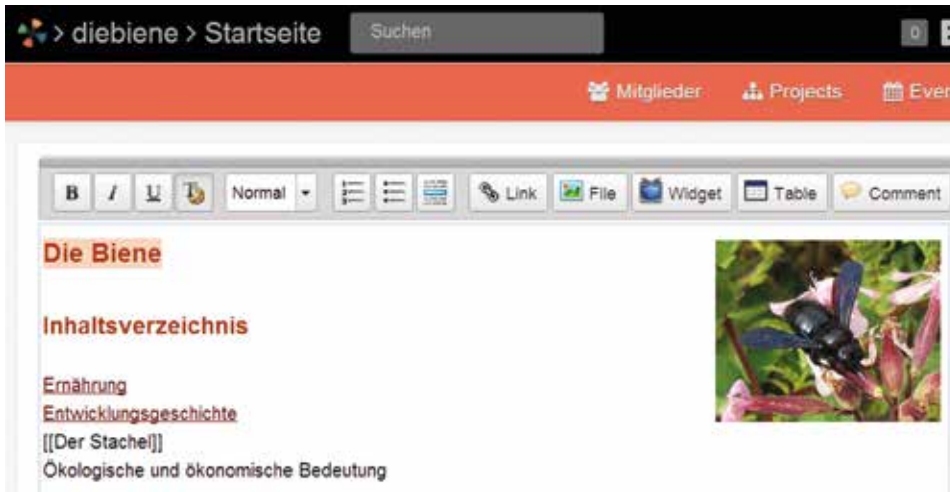 > diebiene > Startseite Suchen 0
Mitglieder Projects Even
B I U T Normal Link File Widget Table Comment
Die Biene
Inhaltsverzeichnis
Ernährung
Entwicklungsgeschichte
[[Der Stachel]]
Ökologische und ökonomische Bedeutung